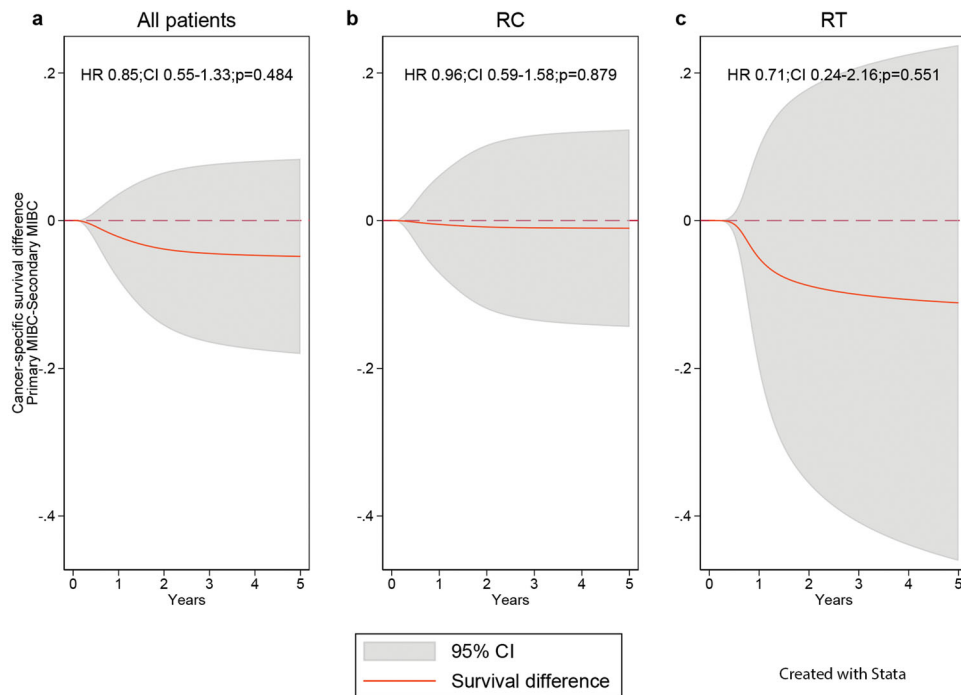 a All patients
b RC
c RT
HR 0.85;CI 0.55-1.33;p=0.484
HR 0.96;CI 0.59-1.58;p=0.879
HR 0.71;CI 0.24-2.16;p=0.551
Cancer-specific survival difference
Primary MIBC-Secondary MIBC
.2
0
-.2
-.4
0 1 2 3 4 5
Years
.2
0
-.2
-.4
0 1 2 3 4 5
Years
.2
0
-.2
-.4
0 1 2 3 4 5
Years
95% CI
Survival difference
Created with Stata